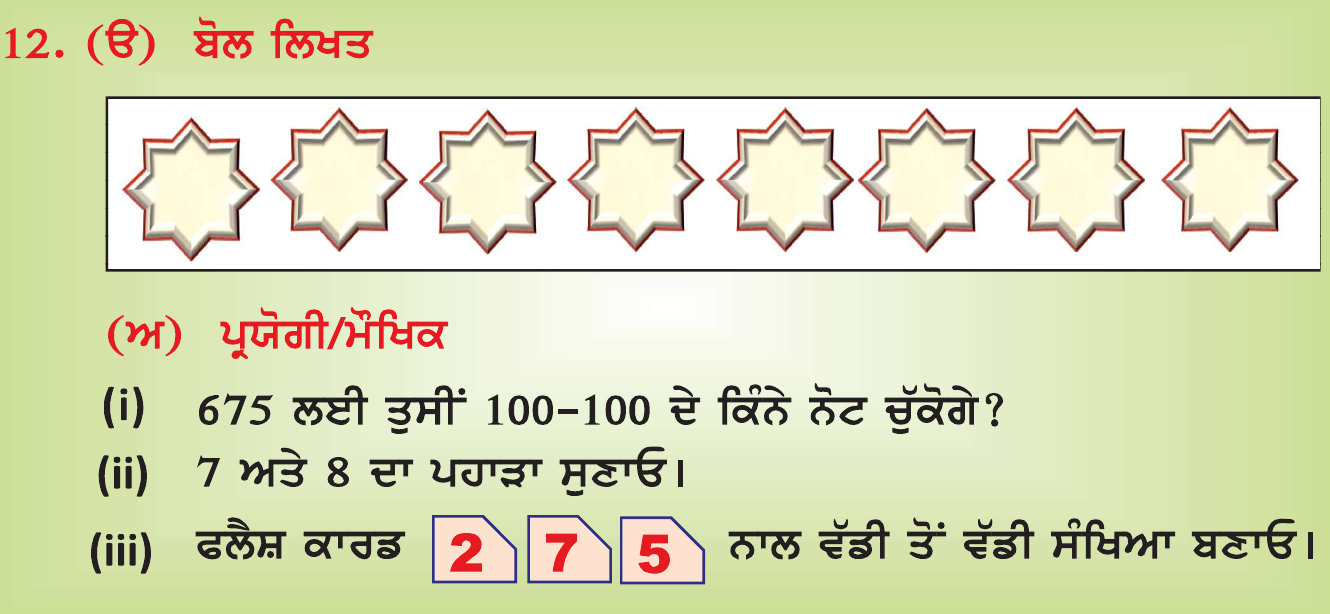 12. (ੳ) ਬੋਲ ਲਿਖਤ
(ਅ) ਪ੍ਰਯੋਗੀ/ਮੌਖਿਕ
(i) 675 ਲਈ ਤੁਸੀਂ 100-100 ਦੇ ਕਿੰਨੇ ਨੋਟ ਚੁੱਕੋਗੇ?
(ii) 7 ਅਤੇ 8 ਦਾ ਪਹਾੜਾ ਸੁਣਾਓ।
(iii) ਫਲੈਸ਼ ਕਾਰਡ 2 7 5 ਨਾਲ ਵੱਡੀ ਤੋਂ ਵੱਡੀ ਸੰਖਿਆ ਬਣਾਓ।